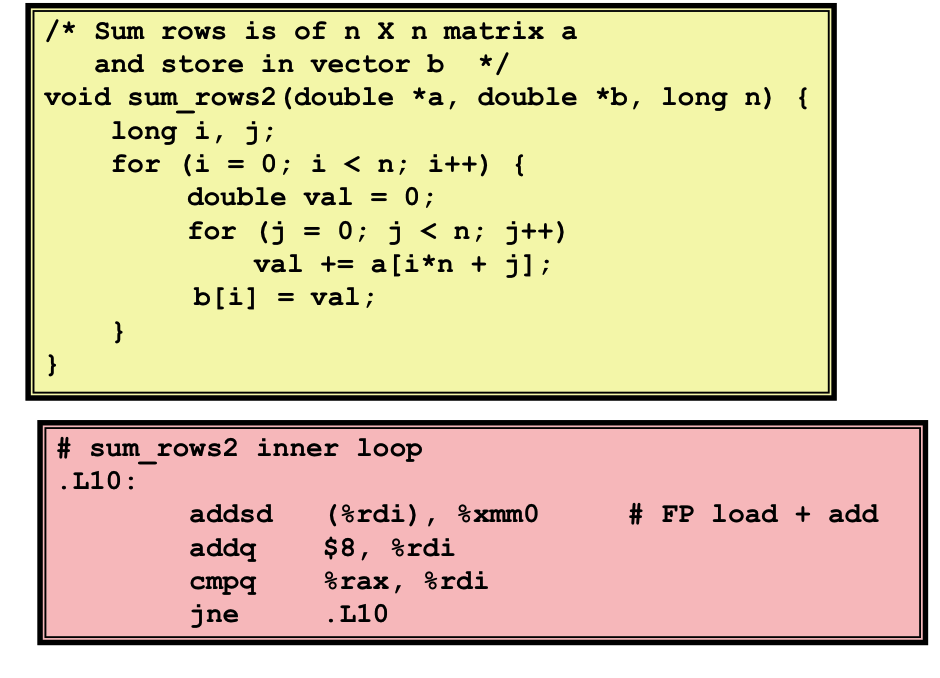 /* Sum rows is of n X n matrix a
   and store in vector b  */
void sum_rows2(double *a, double *b, long n) {
    long i, j;
    for (i = 0; i < n; i++) {
        double val = 0;
        for (j = 0; j < n; j++)
            val += a[i*n + j];
        b[i] = val;
    }
}
# sum_rows2 inner loop
.L10:
        addsd   (%rdi), %xmm0     # FP load + add
        addq    $8, %rdi
        cmpq    %rax, %rdi
        jne     .L10